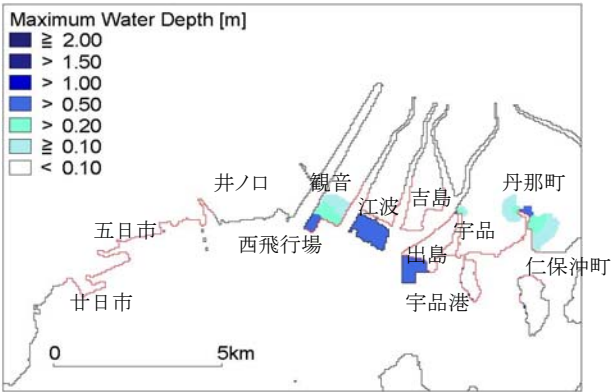 Maximum Water Depth [m]
≧ 2.00
> 1.50
> 1.00
> 0.50
> 0.20
≧ 0.10
< 0.10
井ノ口
観音
吉島
丹那町
江波
五日市
西飛行場
宇品
出島
仁保沖町
廿日市
宇品港
0
5km